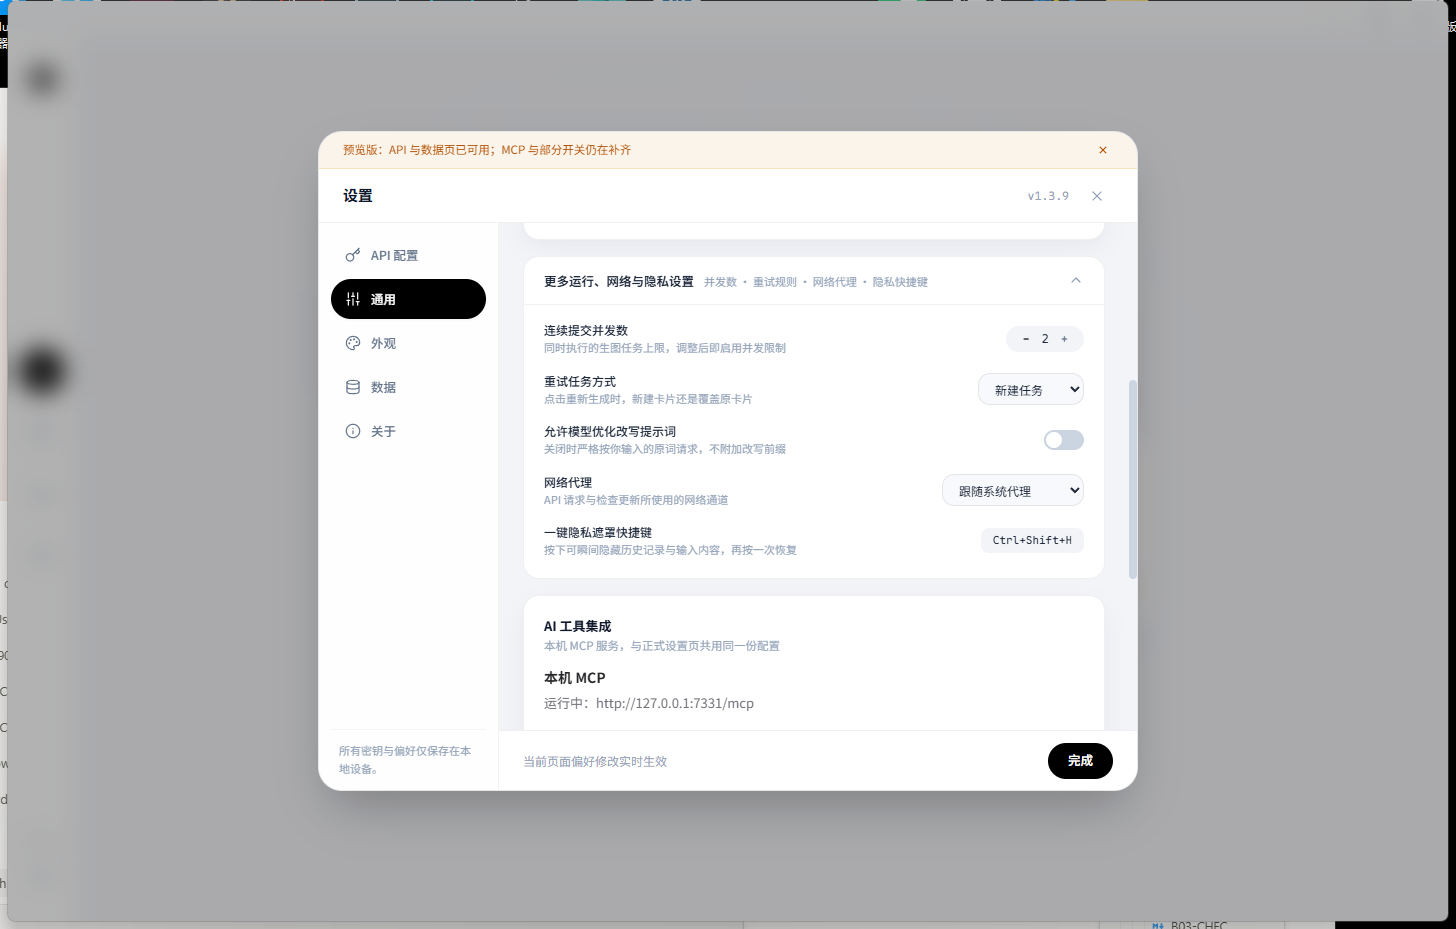 预览版：API 与数据页已可用；MCP 与部分开关仍在补齐
设置
v1.3.9
API 配置
通用
外观
数据
关于
所有密钥与偏好仅保存在本
地设备。
更多运行、网络与隐私设置 并发数 · 重试规则 · 网络代理 · 隐私快捷键
连续提交并发数
同时执行的生图任务上限，调整后即启用并发限制
- 2 +
重试任务方式
点击重新生成时，新建卡片还是覆盖原卡片
新建任务
允许模型优化改写提示词
关闭时严格按你输入的原词请求，不附加改写前缀
网络代理
API 请求与检查更新所使用的网络通道
跟随系统代理
一键隐私遮罩快捷键
按下可瞬间隐藏历史记录与输入内容，再按一次恢复
Ctrl+Shift+H
AI 工具集成
本机 MCP 服务，与正式设置页共用同一份配置
本机 MCP
运行中：http://127.0.0.1:7331/mcp
当前页面偏好修改实时生效
完成